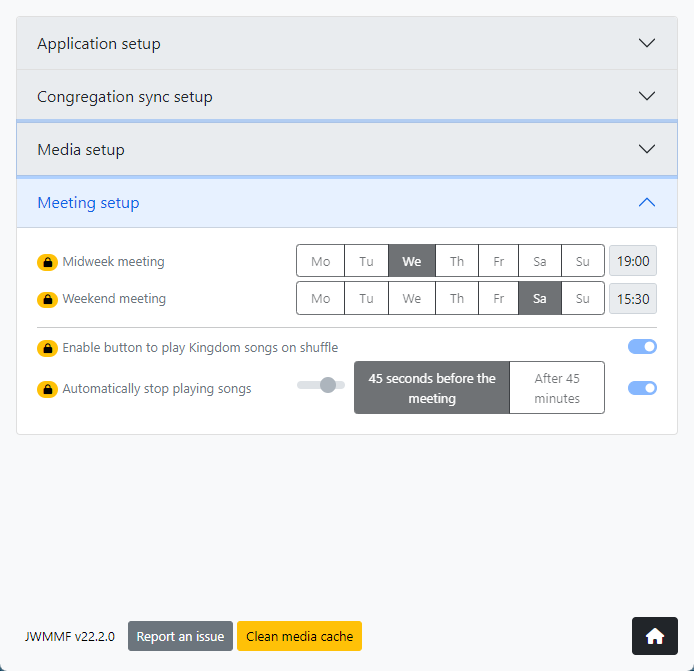 Application setup
Congregation sync setup
Media setup
Meeting setup
Midweek meeting Mo Tu We Th Fr Sa Su 19:00
Weekend meeting Mo Tu We Th Fr Sa Su 15:30
Enable button to play Kingdom songs on shuffle
Automatically stop playing songs
45 seconds before the
meeting
After 45
minutes
JWMMF v22.2.0 Report an issue Clean media cache